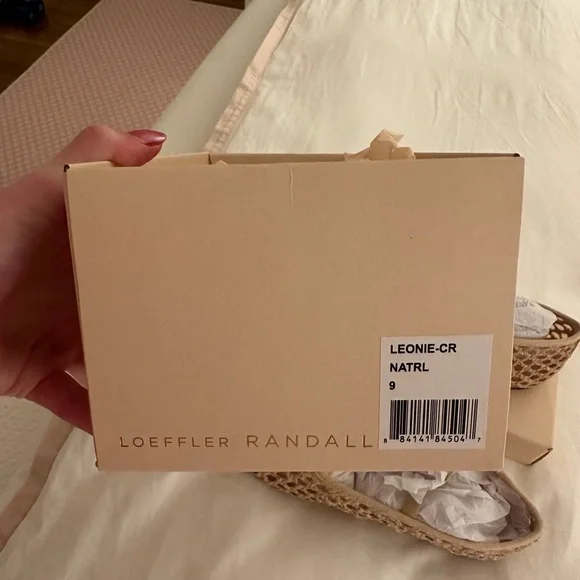 LEONIE-CR
NATRL
9
8 84141 84504 7
LOEFFLER RANDALL